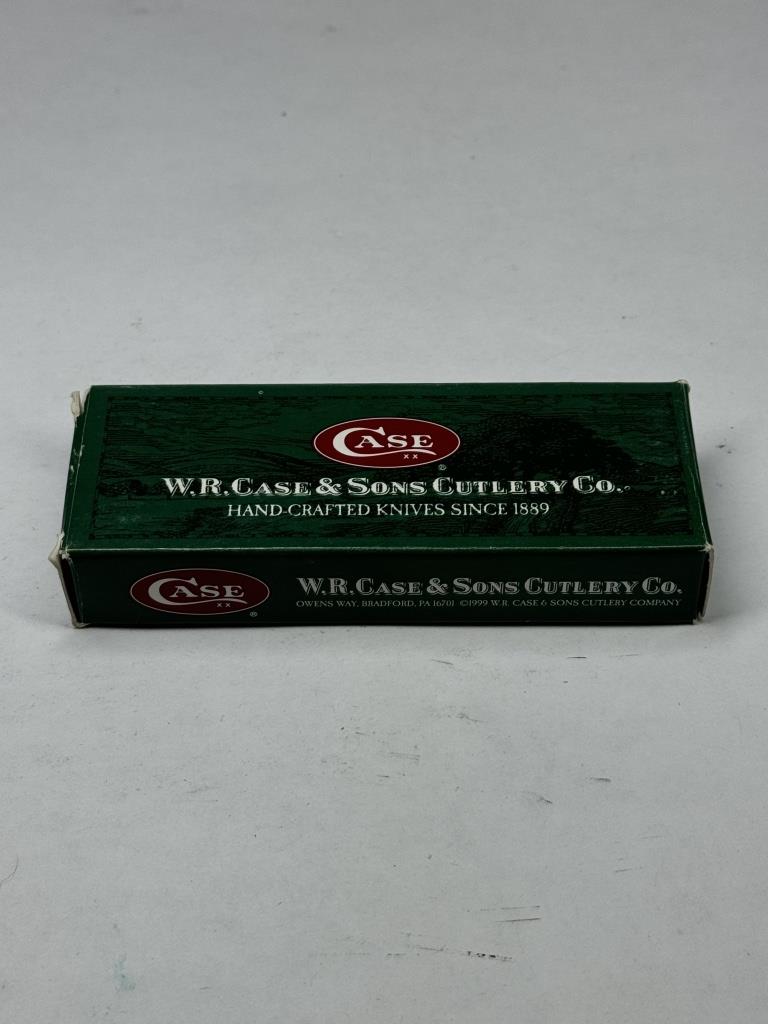 CASE
XX
®
W.R. CASE & SONS CUTLERY CO.
HAND-CRAFTED KNIVES SINCE 1889
CASE
XX
®
W.R. CASE & SONS CUTLERY CO.
OWENS WAY, BRADFORD, PA 16701 ©1999 W.R. CASE & SONS CUTLERY COMPANY